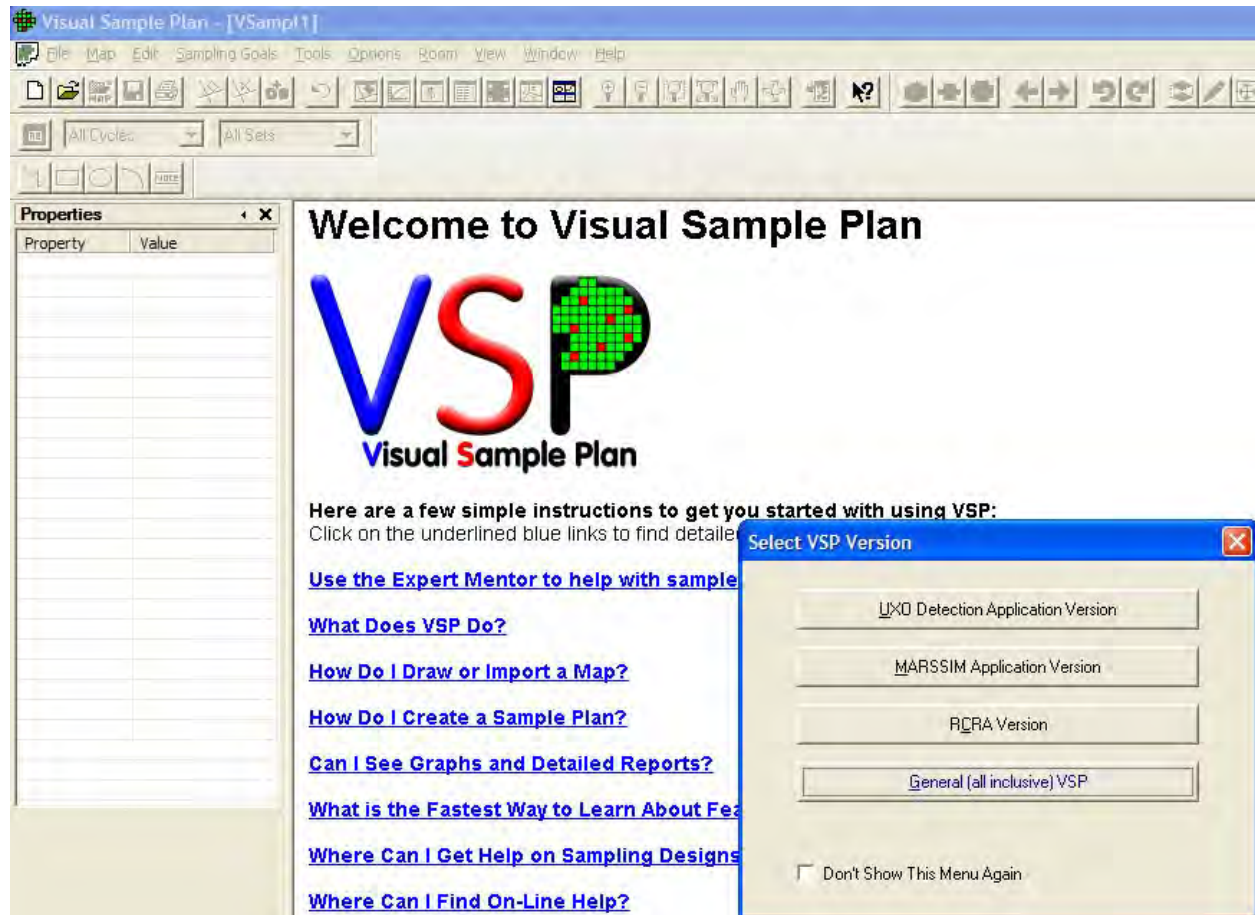 Visual Sample Plan - [VSampl1]
File Map Edit Sampling Goals Tools Options Room View Window Help
MAP
All Cycles All Sets
NOTE
Properties
Property Value
Welcome to Visual Sample Plan
VSP
Visual Sample Plan
Here are a few simple instructions to get you started with using VSP:
Click on the underlined blue links to find detailed
Use the Expert Mentor to help with sample
What Does VSP Do?
How Do I Draw or Import a Map?
How Do I Create a Sample Plan?
Can I See Graphs and Detailed Reports?
What is the Fastest Way to Learn About Fea
Where Can I Get Help on Sampling Designs
Where Can I Find On-Line Help?
Select VSP Version
UXO Detection Application Version
MARSSIM Application Version
RCRA Version
General (all inclusive) VSP
Don't Show This Menu Again